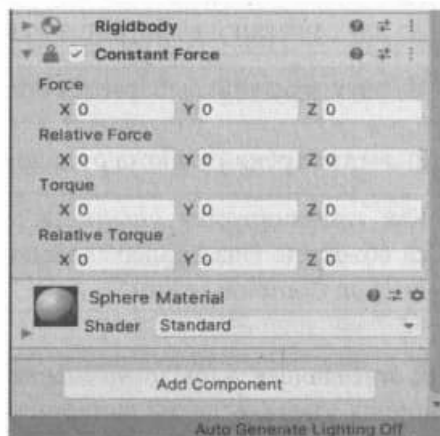 Rigidbody
Constant Force
Force
X 0 Y 0 Z 0
Relative Force
X 0 Y 0 Z 0
Torque
X 0 Y 0 Z 0
Relative Torque
X 0 Y 0 Z 0
Sphere Material
Shader Standard
Add Component
Auto Generate Lighting Off